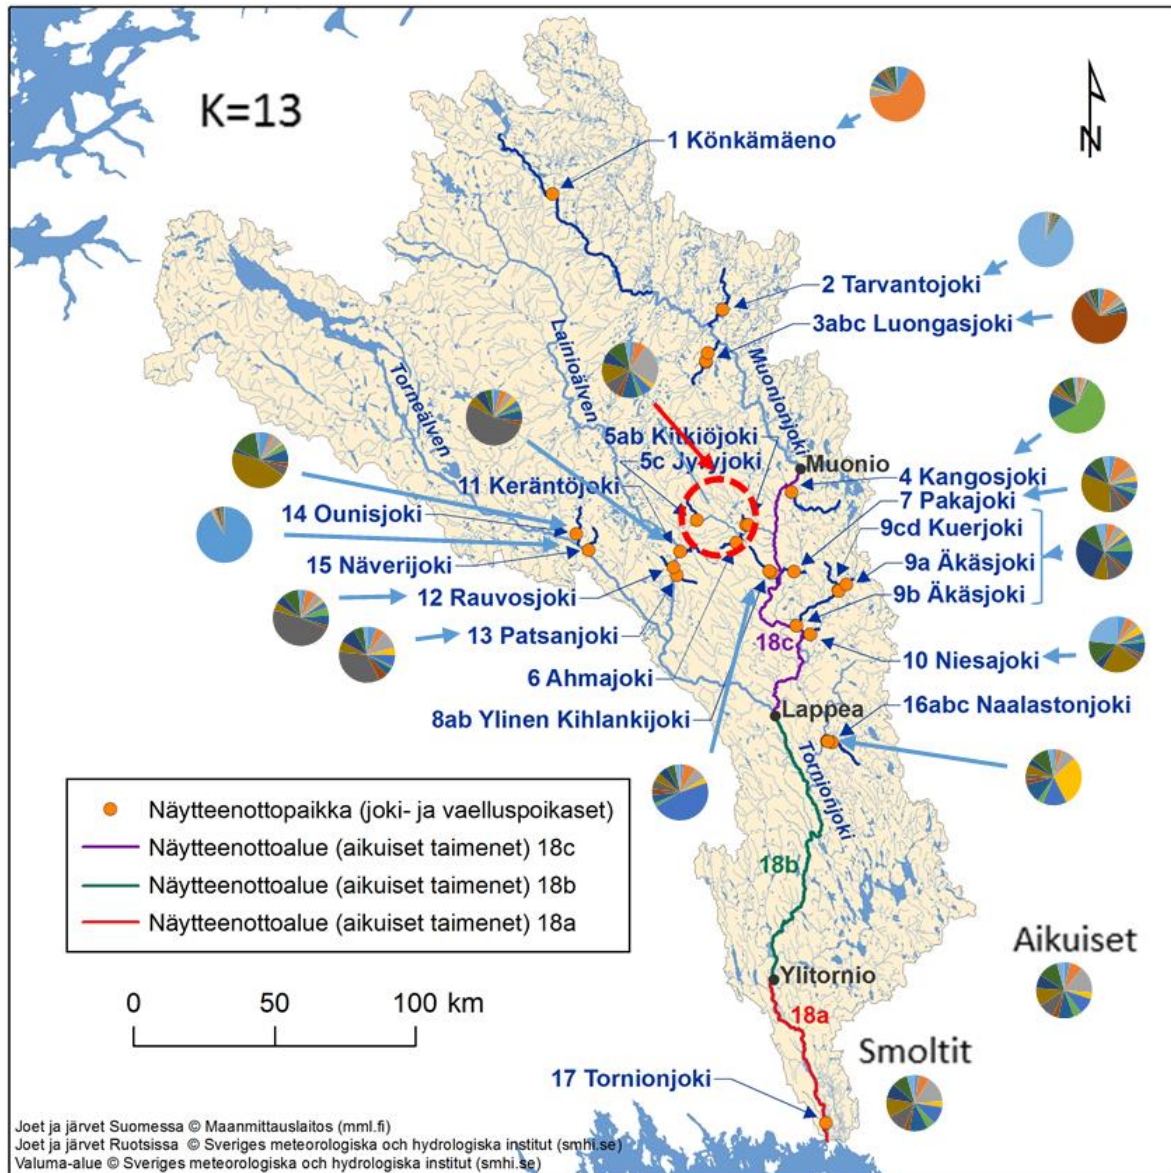 K=13
N
1 Könkämäeno
2 Tarvantojoki
3abc Luongasjoki
Lainioälven
Muonionjoki
Torneälven
5ab Kitkiöjoki
5c Jyryjoki
Muonio
4 Kangosjoki
11 Keräntöjoki
7 Pakajoki
14 Ounisjoki
9cd Kuerjoki
15 Näverijoki
9a Äkäsjoki
12 Rauvosjoki
9b Äkäsjoki
13 Patsanjoki
18c
10 Niesajoki
6 Ahmajoki
8ab Ylinen Kihlankijoki
Lappea
16abc Naalastonjoki
Tornionjoki
Näytteenottopaikka (joki- ja vaelluspoikaset)
Näytteenottoalue (aikuiset taimenet) 18c
Näytteenottoalue (aikuiset taimenet) 18b
Näytteenottoalue (aikuiset taimenet) 18a
18b
Aikuiset
Ylitornio
0 50 100 km
18a
Smoltit
17 Tornionjoki
Joet ja järvet Suomessa © Maanmittauslaitos (mml.fi)
Joet ja järvet Ruotsissa © Sveriges meteorologiska och hydrologiska institut (smhi.se)
Valuma-alue © Sveriges meteorologiska och hydrologiska institut (smhi.se)